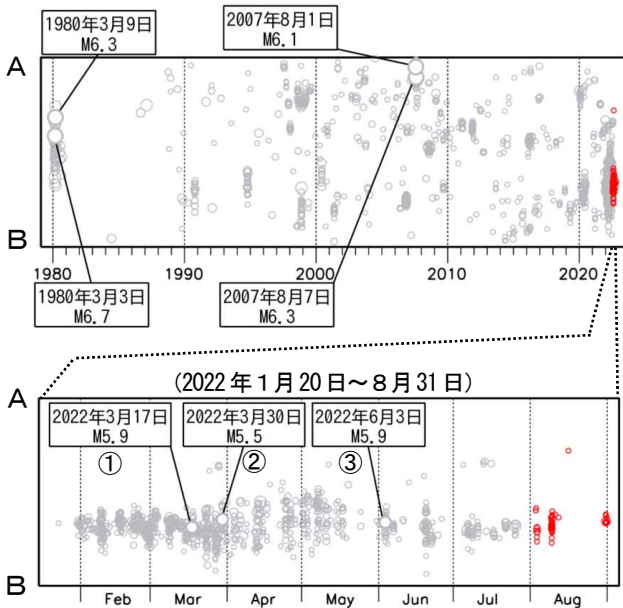 1980年3月9日
M6.3
2007年8月1日
M6.1
A
B
1980
1990
2000
2010
2020
1980年3月3日
M6.7
2007年8月7日
M6.3
(2022年1月20日～8月31日)
A
2022年3月17日
M5.9
2022年3月30日
M5.5
2022年6月3日
M5.9
①
②
③
B
Feb
Mar
Apr
May
Jun
Jul
Aug